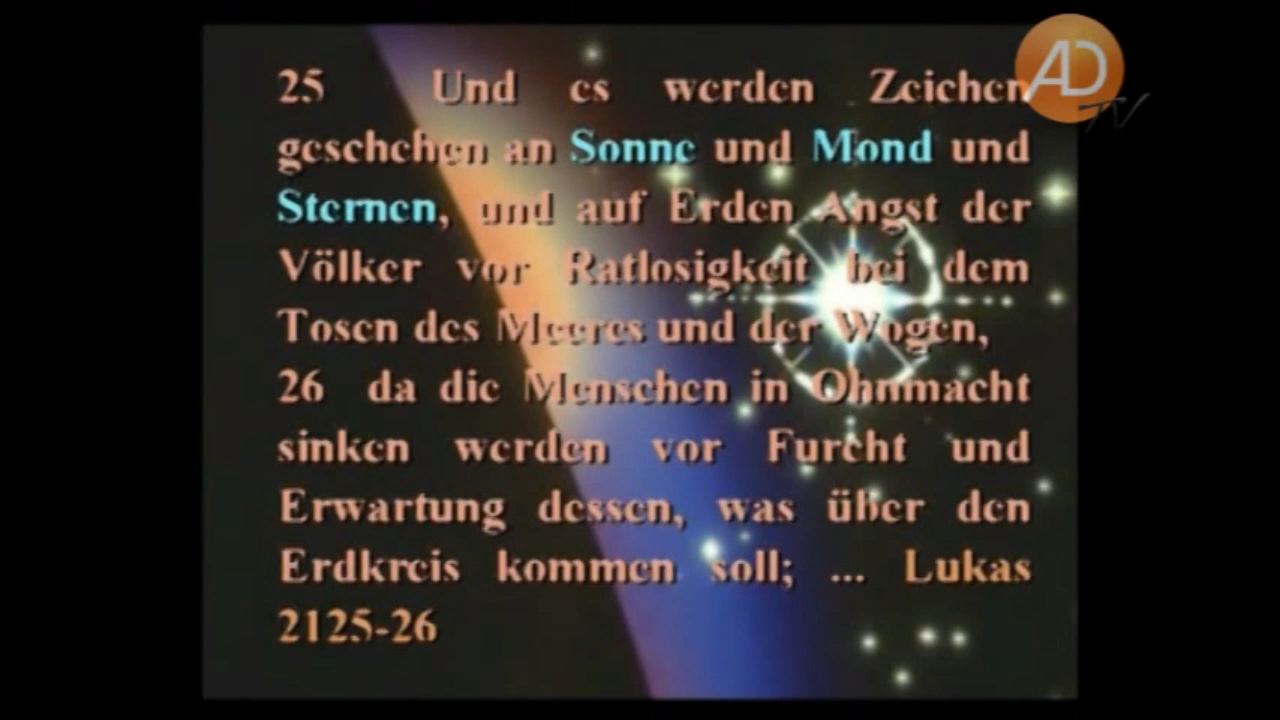 25 Und es werden Zeichen
geschehen an Sonne und Mond und
Sternen, und auf Erden Angst der
Völker vor Ratlosigkeit bei dem
Tosen des Meeres und der Wogen,
26 da die Menschen in Ohnmacht
sinken werden vor Furcht und
Erwartung dessen, was über den
Erdkreis kommen soll; ... Lukas
2125-26
AD
TV